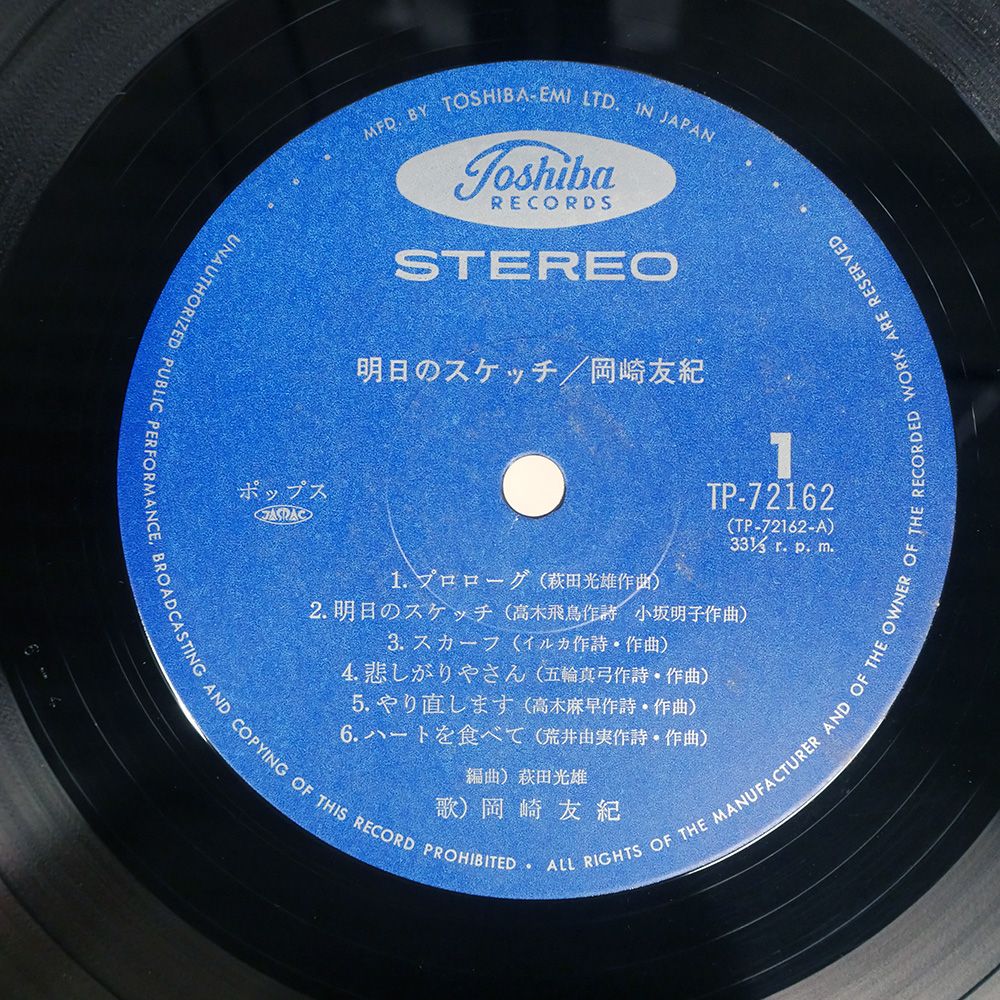 MFD. BY TOSHIBA-EMI LTD. IN JAPAN
Toshiba
RECORDS
STEREO
明日のスケッチ／岡崎友紀
1
ポップス
JASRAC
TP-72162
(TP-72162-A)
33⅓ r. p. m.
1. プロローグ (萩田光雄作曲)
2. 明日のスケッチ (高木飛鳥作詩 小坂明子作曲)
3. スカーフ (イルカ作詩・作曲)
4. 悲しがりやさん (五輪真弓作詩・作曲)
5. やり直します (高木麻早作詩・作曲)
6. ハートを食べて (荒井由実作詩・作曲)
編曲) 萩田光雄
歌) 岡崎友紀
UNAUTHORIZED PUBLIC PERFORMANCE, BROADCASTING AND COPYING OF THIS RECORD PROHIBITED • ALL RIGHTS OF THE MANUFACTURER AND OF THE OWNER OF THE RECORDED WORK ARE RESERVED